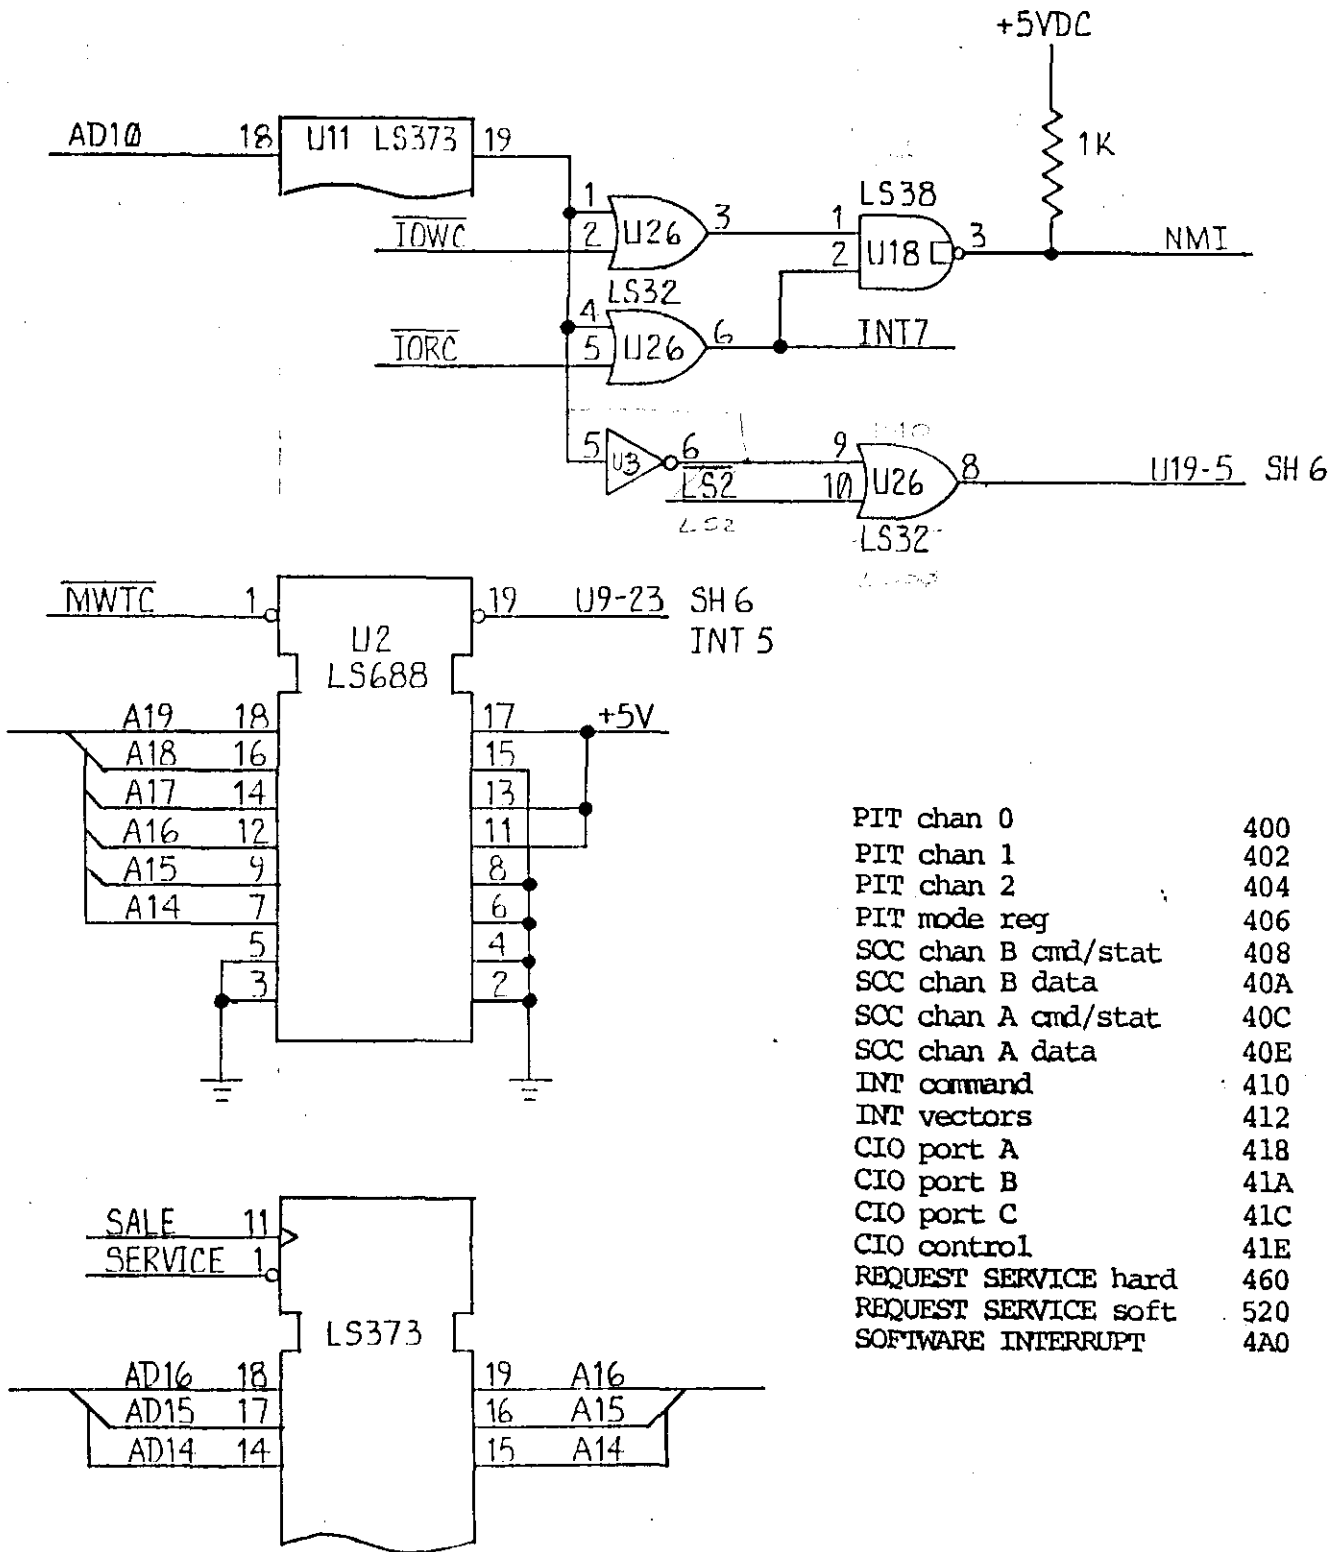 +5VDC
1K
AD10 18 U11 LS373 19
1
IOWC 2 U26 3
LS32
4
IORC 5 U26 6
LS38
1
2 U18 3 NMI
INT7
5 U3 6
LS2
LS2
9
10 U26 8 U19-5 SH 6
LS32
MWTC 1 19 U9-23 SH 6
INT 5
U2
LS688
A19 18 17 +5V
A18 16 15
A17 14 13
A16 12 11
A15 9 8
A14 7 6
5 4
3 2
PIT chan 0 400
PIT chan 1 402
PIT chan 2 404
PIT mode reg 406
SCC chan B cmd/stat 408
SCC chan B data 40A
SCC chan A cmd/stat 40C
SCC chan A data 40E
INT command 410
INT vectors 412
CIO port A 418
CIO port B 41A
CIO port C 41C
CIO control 41E
REQUEST SERVICE hard 460
REQUEST SERVICE soft 520
SOFTWARE INTERRUPT 4A0
SALE 11
SERVICE 1
LS373
AD16 18 19 A16
AD15 17 16 A15
AD14 14 15 A14